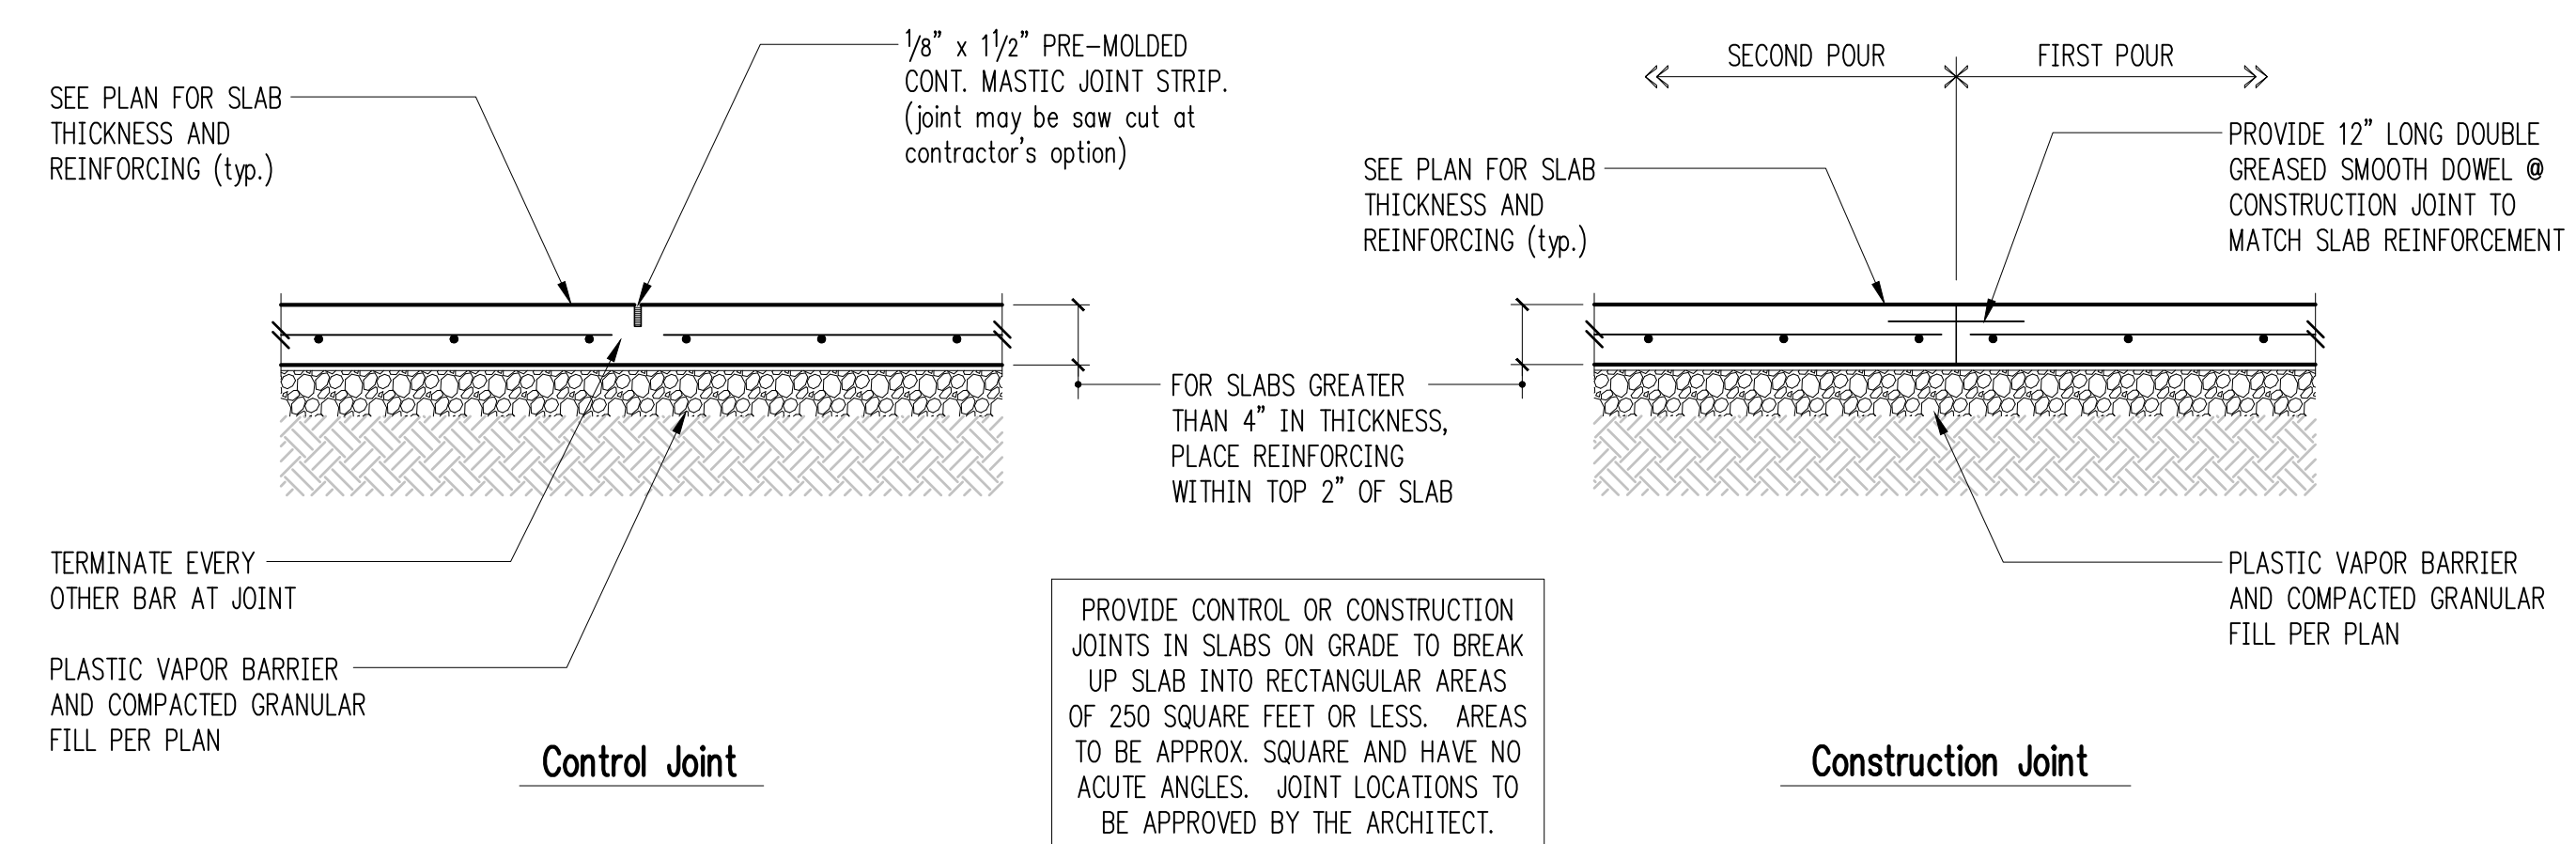 SEE PLAN FOR SLAB
THICKNESS AND
REINFORCING (typ.)
1/8" x 1 1/2" PRE-MOLDED
CONT. MASTIC JOINT STRIP.
(joint may be saw cut at
contractor's option)
TERMINATE EVERY
OTHER BAR AT JOINT
PLASTIC VAPOR BARRIER
AND COMPACTED GRANULAR
FILL PER PLAN
Control Joint
FOR SLABS GREATER
THAN 4" IN THICKNESS,
PLACE REINFORCING
WITHIN TOP 2" OF SLAB
PROVIDE CONTROL OR CONSTRUCTION
JOINTS IN SLABS ON GRADE TO BREAK
UP SLAB INTO RECTANGULAR AREAS
OF 250 SQUARE FEET OR LESS. AREAS
TO BE APPROX. SQUARE AND HAVE NO
ACUTE ANGLES. JOINT LOCATIONS TO
BE APPROVED BY THE ARCHITECT.
SECOND POUR
FIRST POUR
SEE PLAN FOR SLAB
THICKNESS AND
REINFORCING (typ.)
PROVIDE 12" LONG DOUBLE
GREASED SMOOTH DOWEL @
CONSTRUCTION JOINT TO
MATCH SLAB REINFORCEMENT
PLASTIC VAPOR BARRIER
AND COMPACTED GRANULAR
FILL PER PLAN
Construction Joint